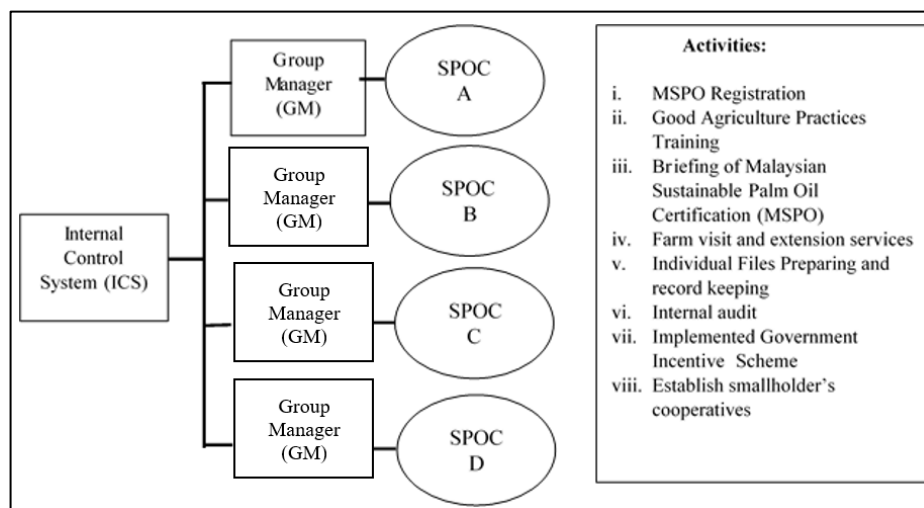 Internal
Control
System (ICS)
Group
Manager
(GM)
SPOC
A
Group
Manager
(GM)
SPOC
B
Group
Manager
(GM)
SPOC
C
Group
Manager
(GM)
SPOC
D
Activities:
i. MSPO Registration
ii. Good Agriculture Practices
Training
iii. Briefing of Malaysian
Sustainable Palm Oil
Certification (MSPO)
iv. Farm visit and extension services
v. Individual Files Preparing and
record keeping
vi. Internal audit
vii. Implemented Government
Incentive Scheme
viii. Establish smallholder's
cooperatives